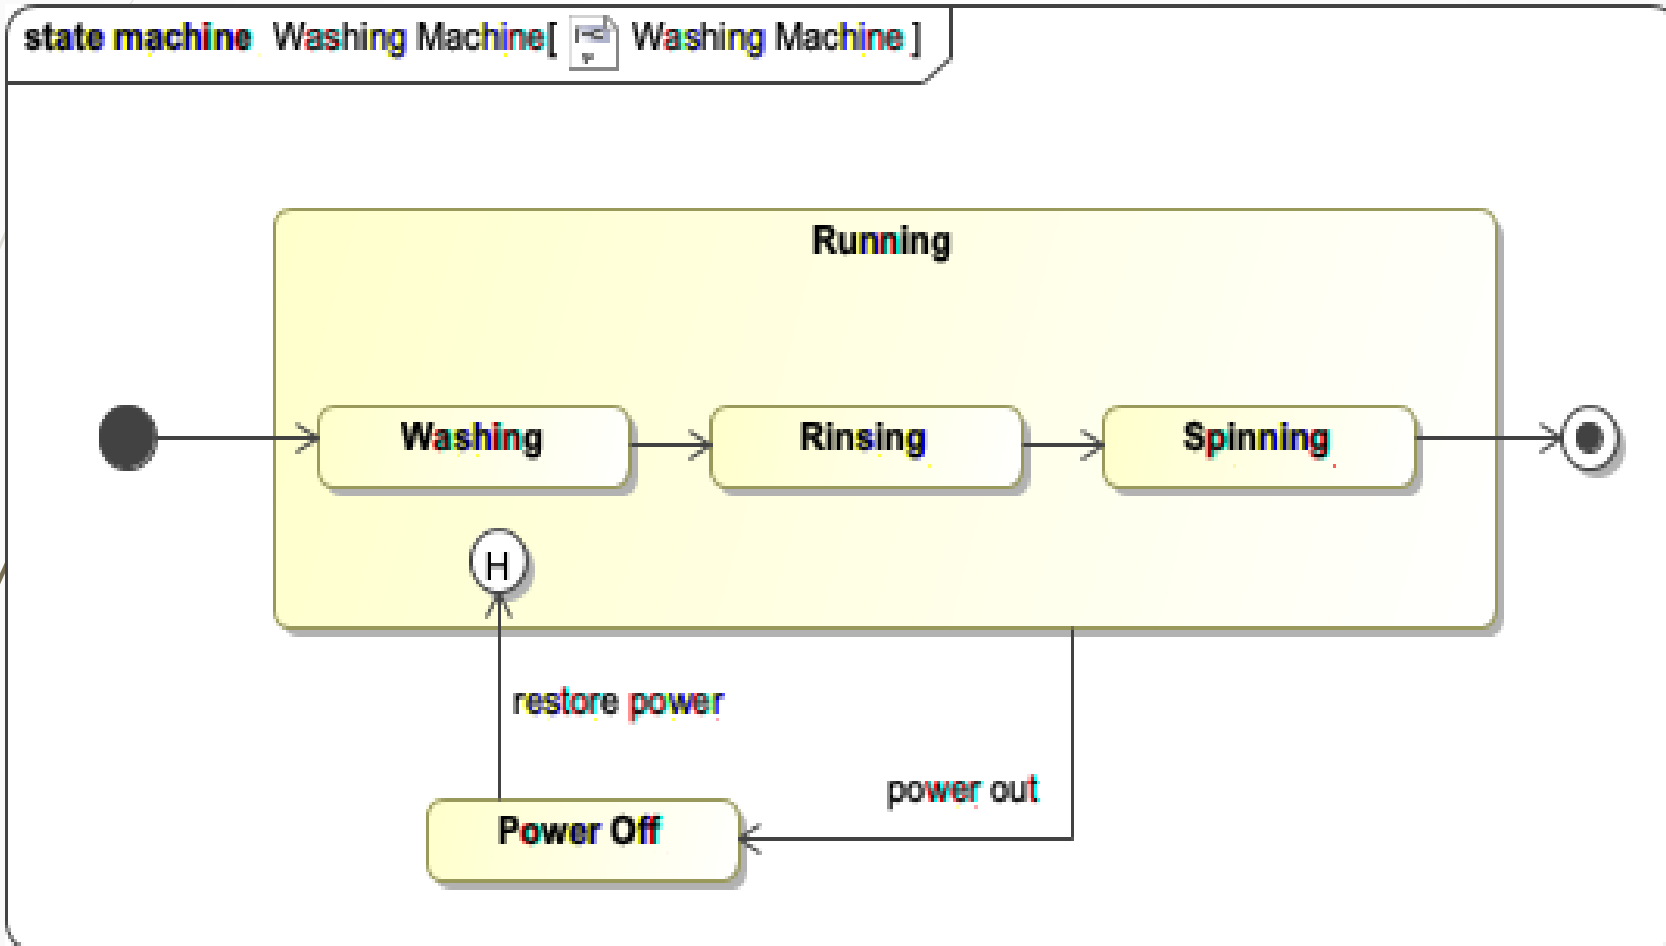 state machine Washing Machine[ Washing Machine ]
Running
Washing
Rinsing
Spinning
H
restore power
power out
Power Off